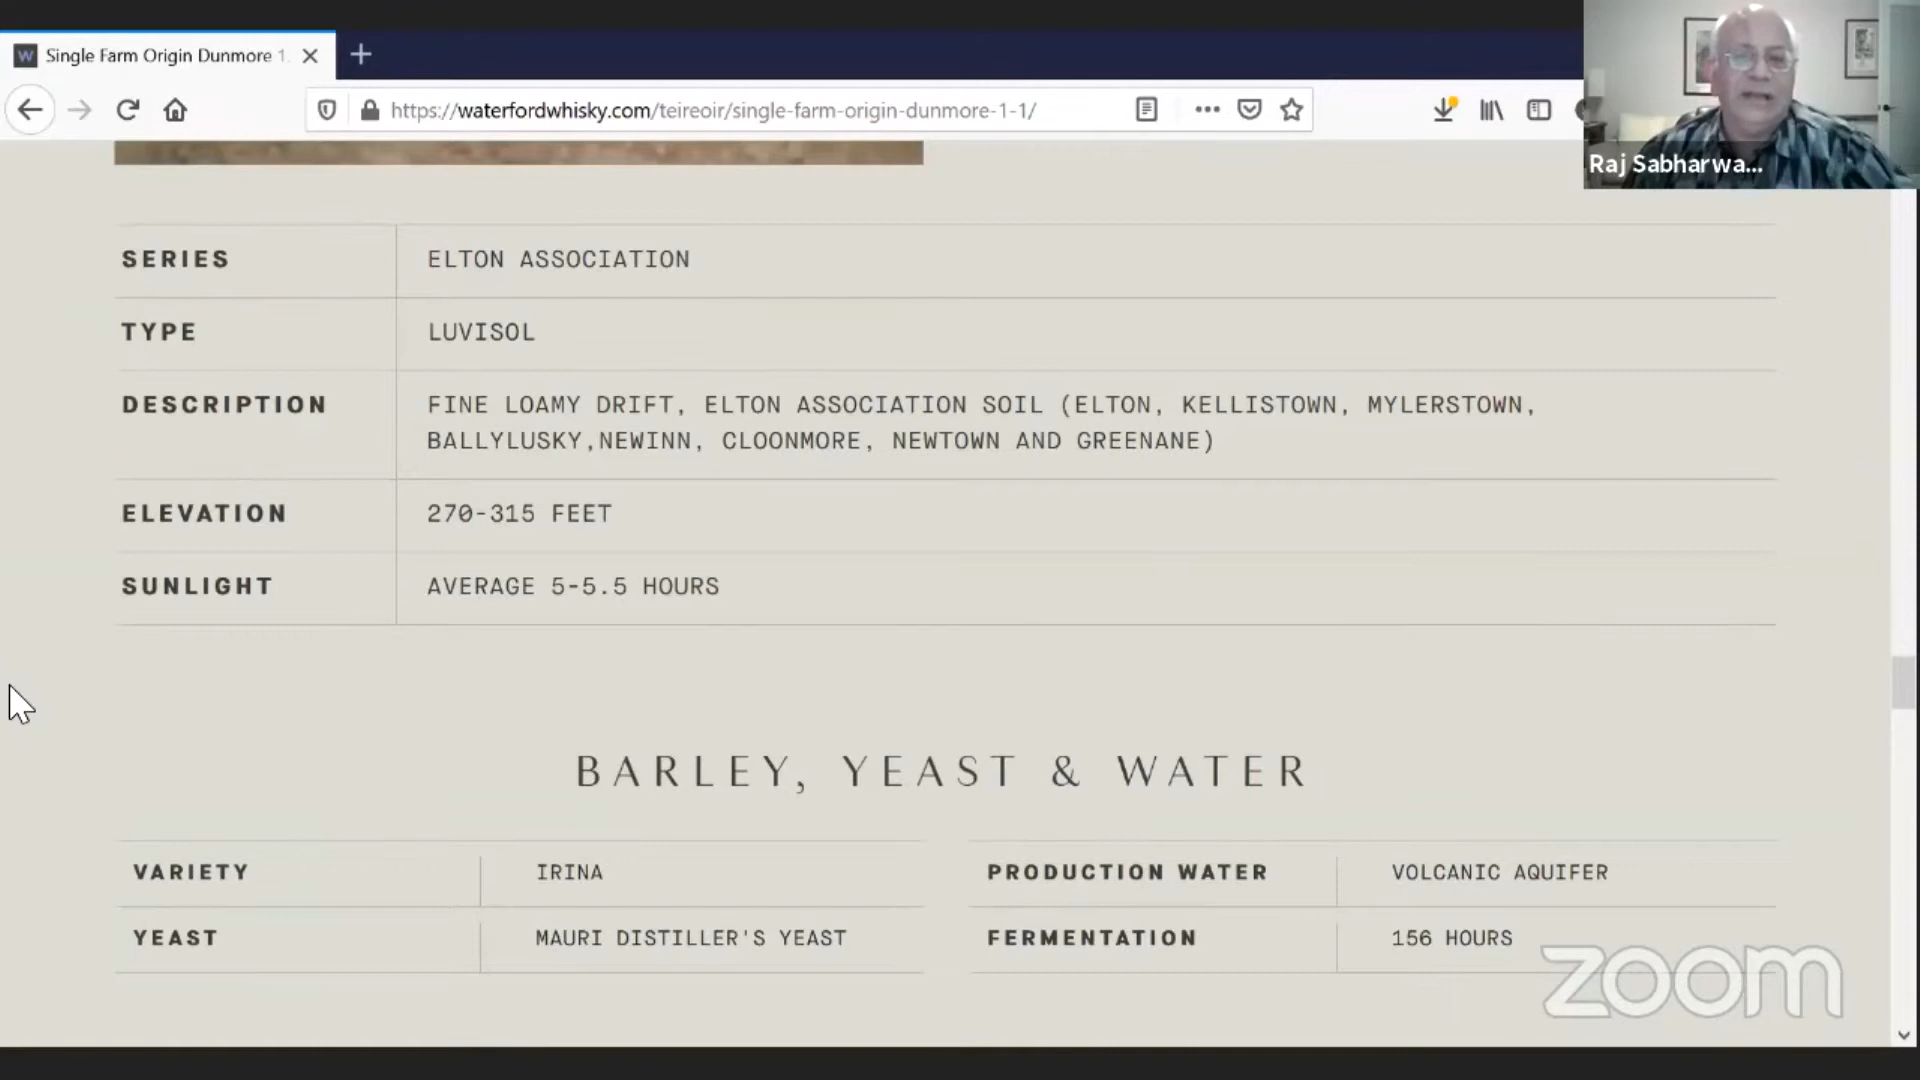 W Single Farm Origin Dunmore 1.
https://waterfordwhisky.com/teireoir/single-farm-origin-dunmore-1-1/
Raj Sabharwa...
SERIES ELTON ASSOCIATION
TYPE LUVISOL
DESCRIPTION FINE LOAMY DRIFT, ELTON ASSOCIATION SOIL (ELTON, KELLISTOWN, MYLERSTOWN,
BALLYLUSKY,NEWINN, CLOONMORE, NEWTOWN AND GREENANE)
ELEVATION 270-315 FEET
SUNLIGHT AVERAGE 5-5.5 HOURS
BARLEY, YEAST & WATER
VARIETY IRINA PRODUCTION WATER VOLCANIC AQUIFER
YEAST MAURI DISTILLER'S YEAST FERMENTATION 156 HOURS
zoom